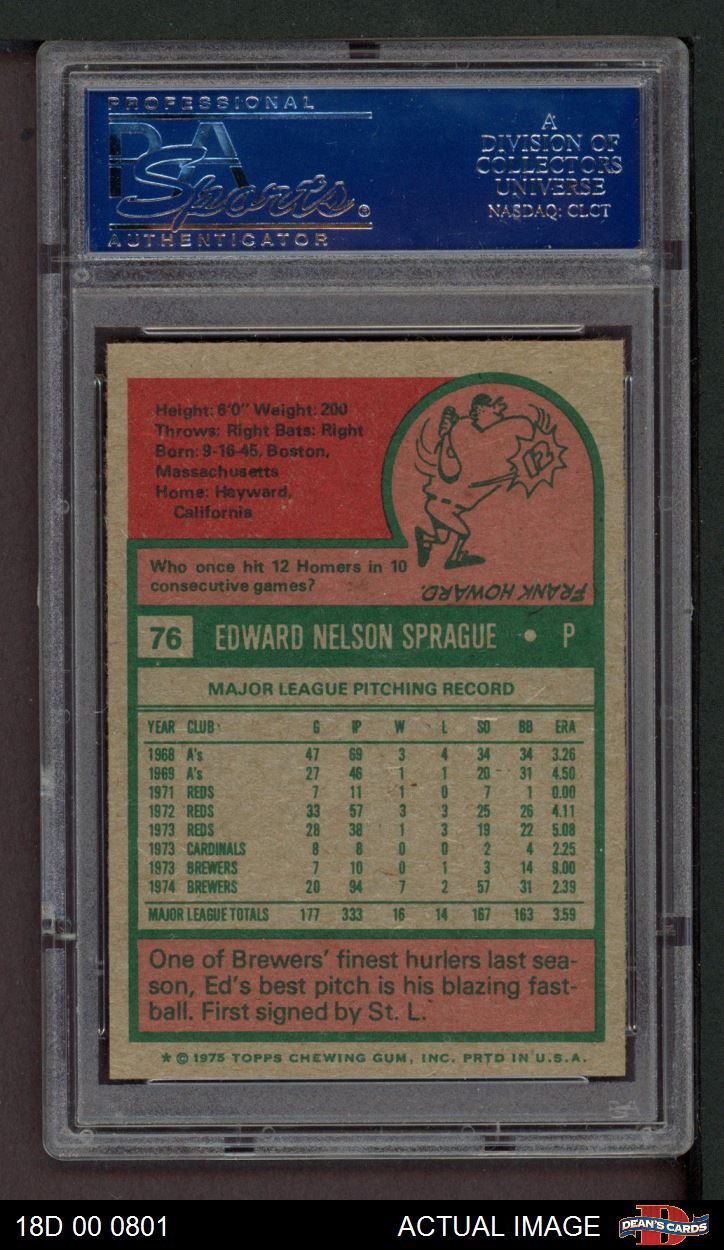 PROFESSIONAL
PSA
Sports®
AUTHENTICATOR
A
DIVISION OF
COLLECTORS
UNIVERSE
NASDAQ: CLCT
Height: 6'0" Weight: 200
Throws: Right Bats: Right
Born: 9-16-45, Boston,
Massachusetts
Home: Hayward,
California
12
Who once hit 12 Homers in 10
consecutive games?
FRANK HOWARD.
76 EDWARD NELSON SPRAGUE • P
MAJOR LEAGUE PITCHING RECORD
YEAR CLUB G IP W L SO BB ERA
1968 A's 47 69 3 4 34 34 3.26
1969 A's 27 46 1 1 20 31 4.50
1971 REDS 7 11 1 0 7 1 0.00
1972 REDS 33 57 3 3 25 26 4.11
1973 REDS 28 38 1 3 19 22 5.08
1973 CARDINALS 8 8 0 0 2 4 2.25
1973 BREWERS 7 10 0 1 3 14 9.00
1974 BREWERS 20 94 7 2 57 31 2.39
MAJOR LEAGUE TOTALS 177 333 16 14 167 163 3.59
One of Brewers' finest hurlers last sea-
son, Ed's best pitch is his blazing fast-
ball. First signed by St. L.
* © 1975 TOPPS CHEWING GUM, INC. PRTD IN U.S.A.
PSA
18D 00 0801 ACTUAL IMAGE
D
DEAN'S CARDS